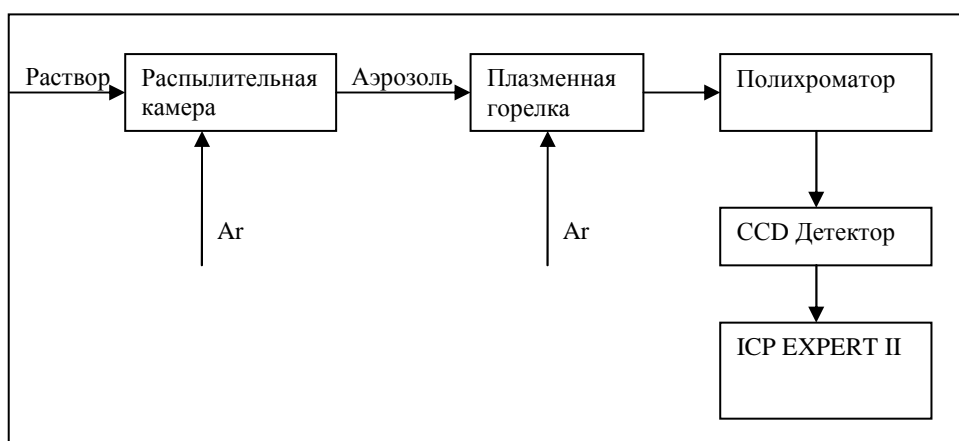 Раствор
Распылительная
камера
Аэрозоль
Плазменная
горелка
Полихроматор
Ar
Ar
CCD Детектор
ICP EXPERT II